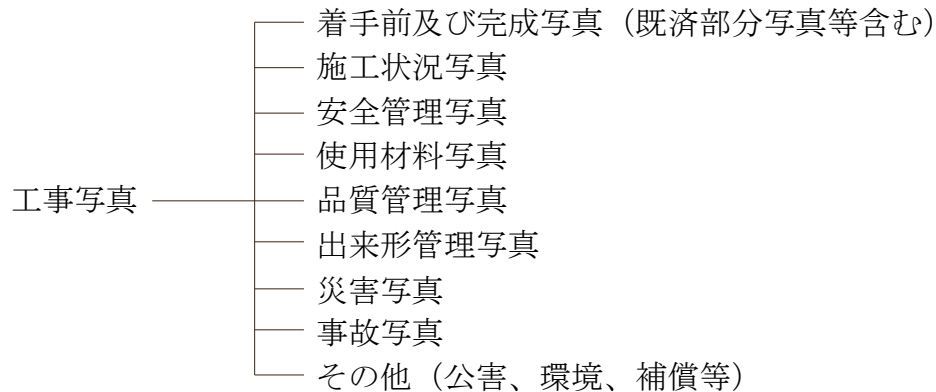 着手前及び完成写真（既済部分写真等含む）
施工状況写真
安全管理写真
使用材料写真
工事写真
品質管理写真
出来形管理写真
災害写真
事故写真
その他（公害、環境、補償等）